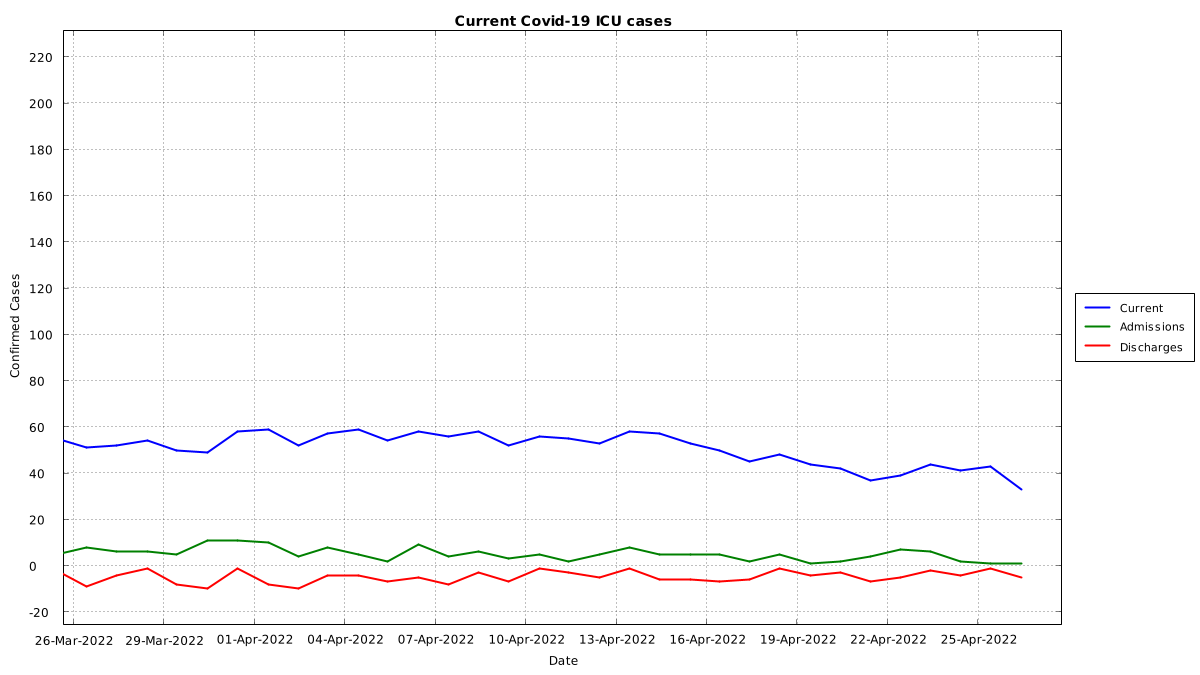 Current Covid-19 ICU cases
220
200
180
160
140
120
100
80
60
40
20
0
-20
Confirmed Cases
26-Mar-2022 29-Mar-2022 01-Apr-2022 04-Apr-2022 07-Apr-2022 10-Apr-2022 13-Apr-2022 16-Apr-2022 19-Apr-2022 22-Apr-2022 25-Apr-2022
Date
Current
Admissions
Discharges